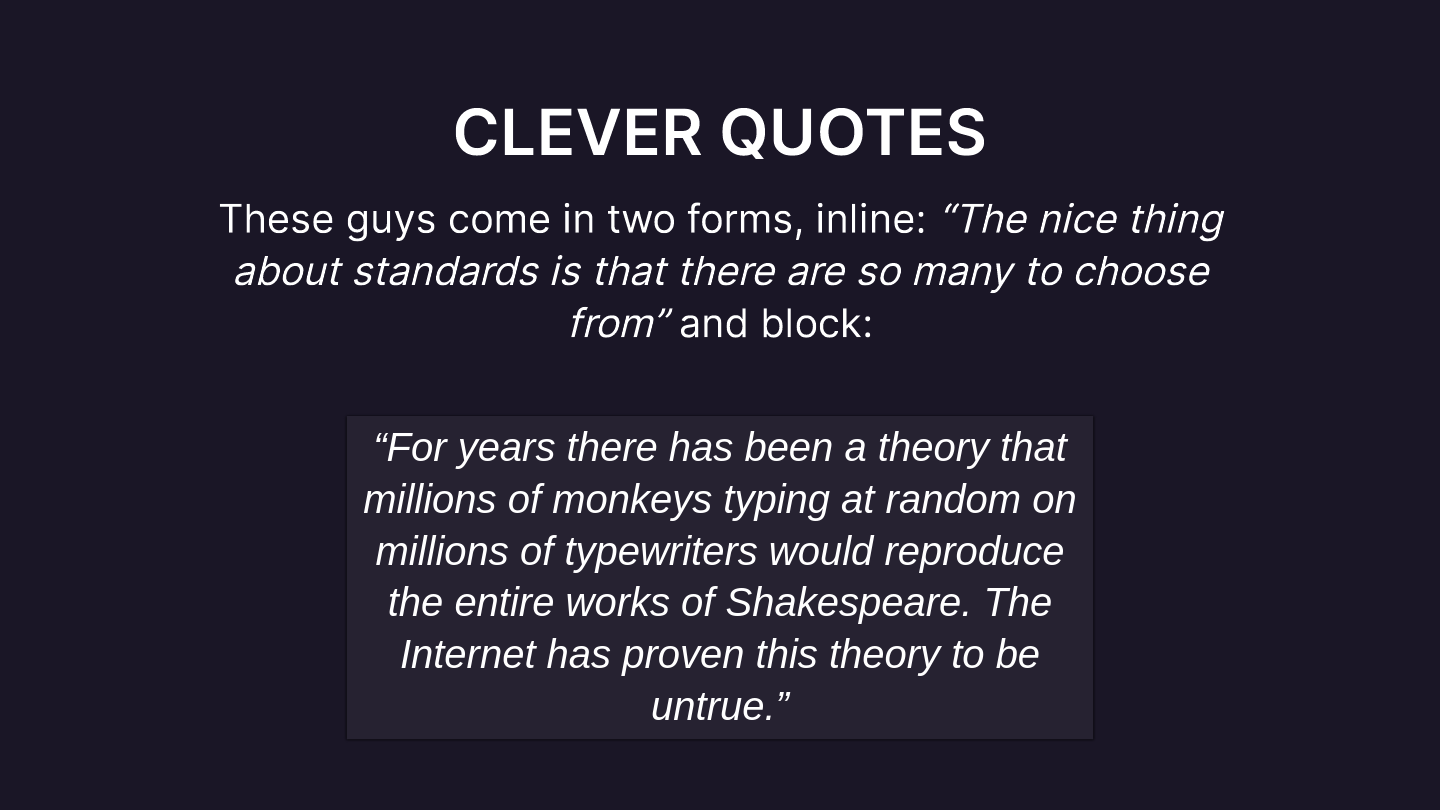 CLEVER QUOTES
These guys come in two forms, inline: “The nice thing
about standards is that there are so many to choose
from” and block:
“For years there has been a theory that
millions of monkeys typing at random on
millions of typewriters would reproduce
the entire works of Shakespeare. The
Internet has proven this theory to be
untrue.”